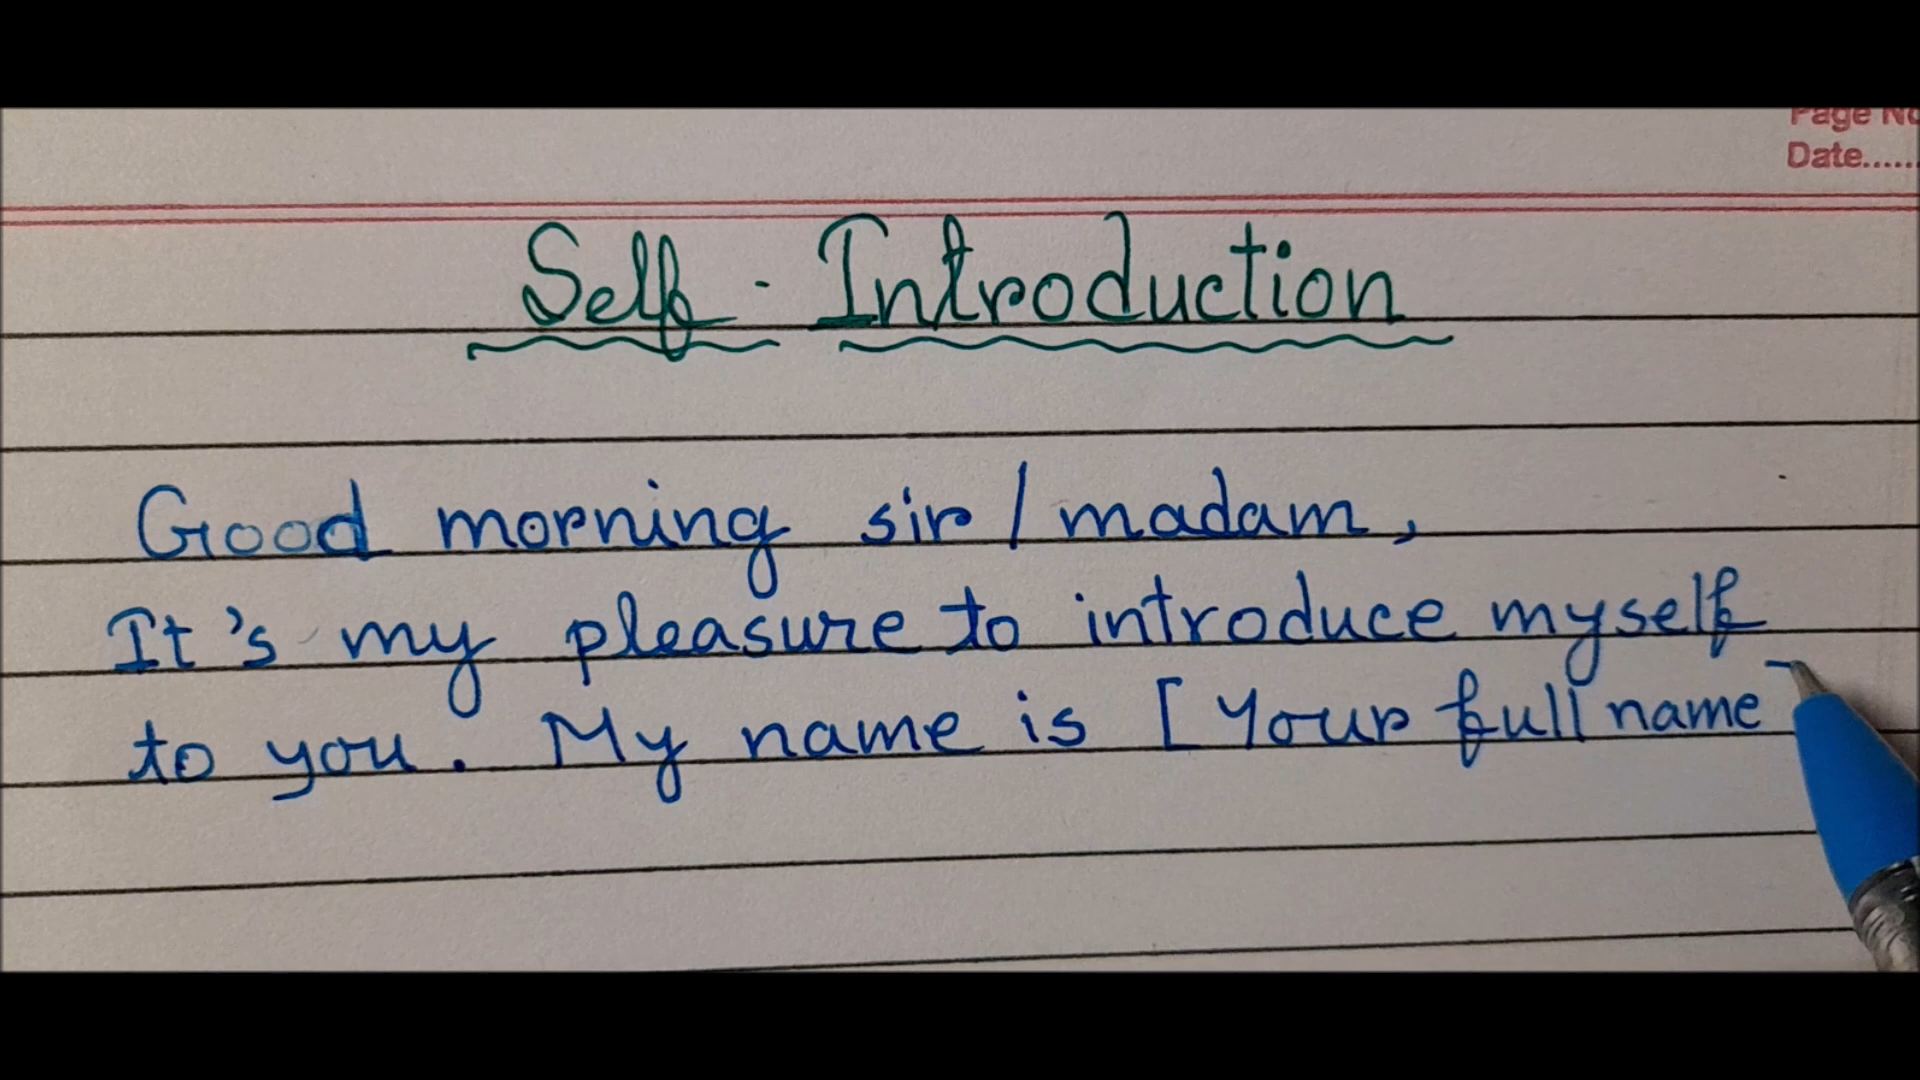 Page No
Date......
Self - Introduction
Good morning sir / madam,
It's my pleasure to introduce myself
to you. My name is [ Your full name